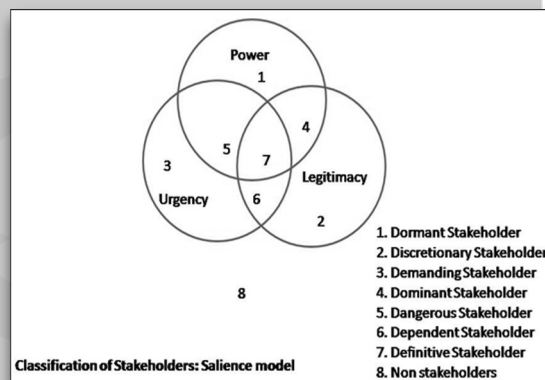 Power
1
4
5
7
3
Legitimacy
Urgency
6
2
1. Dormant Stakeholder
2. Discretionary Stakeholder
3. Demanding Stakeholder
4. Dominant Stakeholder
5. Dangerous Stakeholder
6. Dependent Stakeholder
7. Definitive Stakeholder
8. Non stakeholders
8
Classification of Stakeholders: Salience model